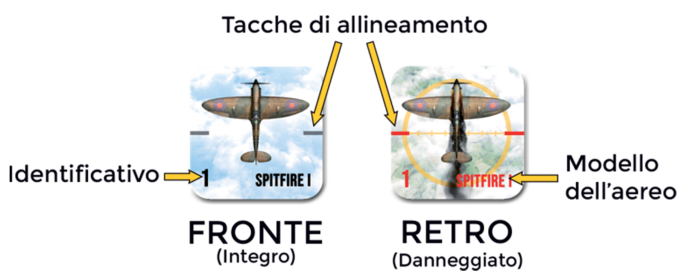 Tacche di allineamento
Identificativo
1
SPITFIRE I
1
SPITFIRE I
Modello
dell'aereo
FRONTE
(Integro)
RETRO
(Danneggiato)